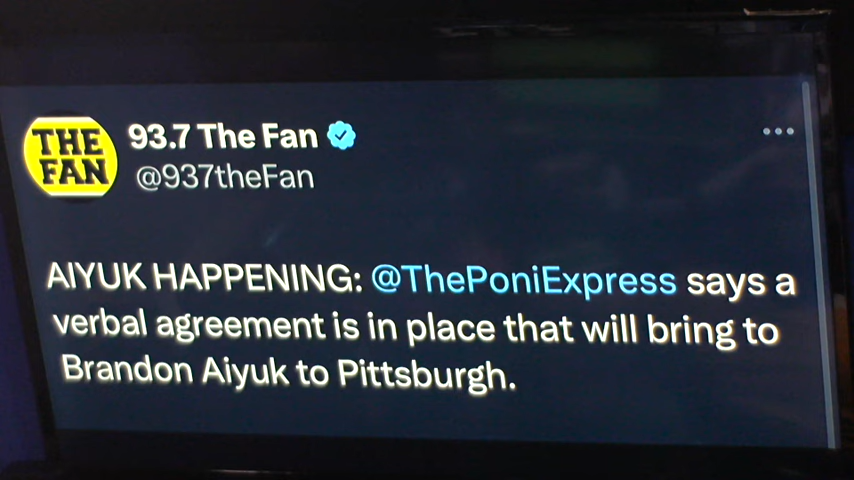 THE
FAN
93.7 The Fan
@937theFan
AIYUK HAPPENING: @ThePoniExpress says a
verbal agreement is in place that will bring to
Brandon Aiyuk to Pittsburgh.